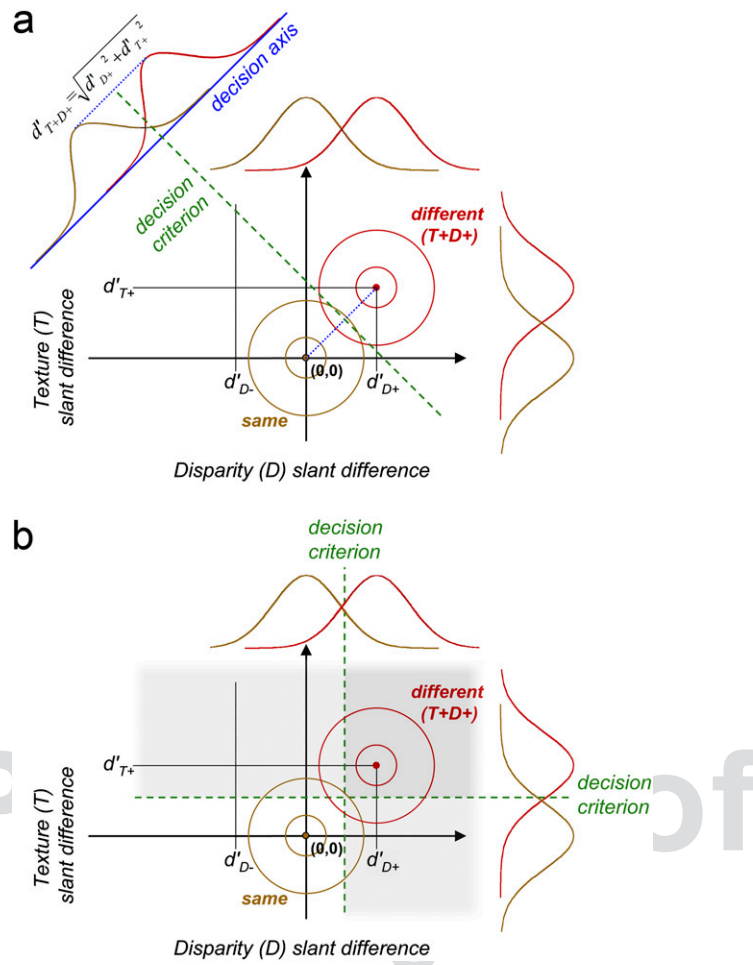 a
d'T+D+ = √d'D+² + d'T+²
decision axis
decision
criterion
different
(T+D+)
d'T+
Texture (T)
slant difference
(0,0)
d'D-
d'D+
same
Disparity (D) slant difference
b
decision
criterion
different
(T+D+)
d'T+
decision
criterion
Texture (T)
slant difference
(0,0)
d'D-
d'D+
same
Disparity (D) slant difference
of